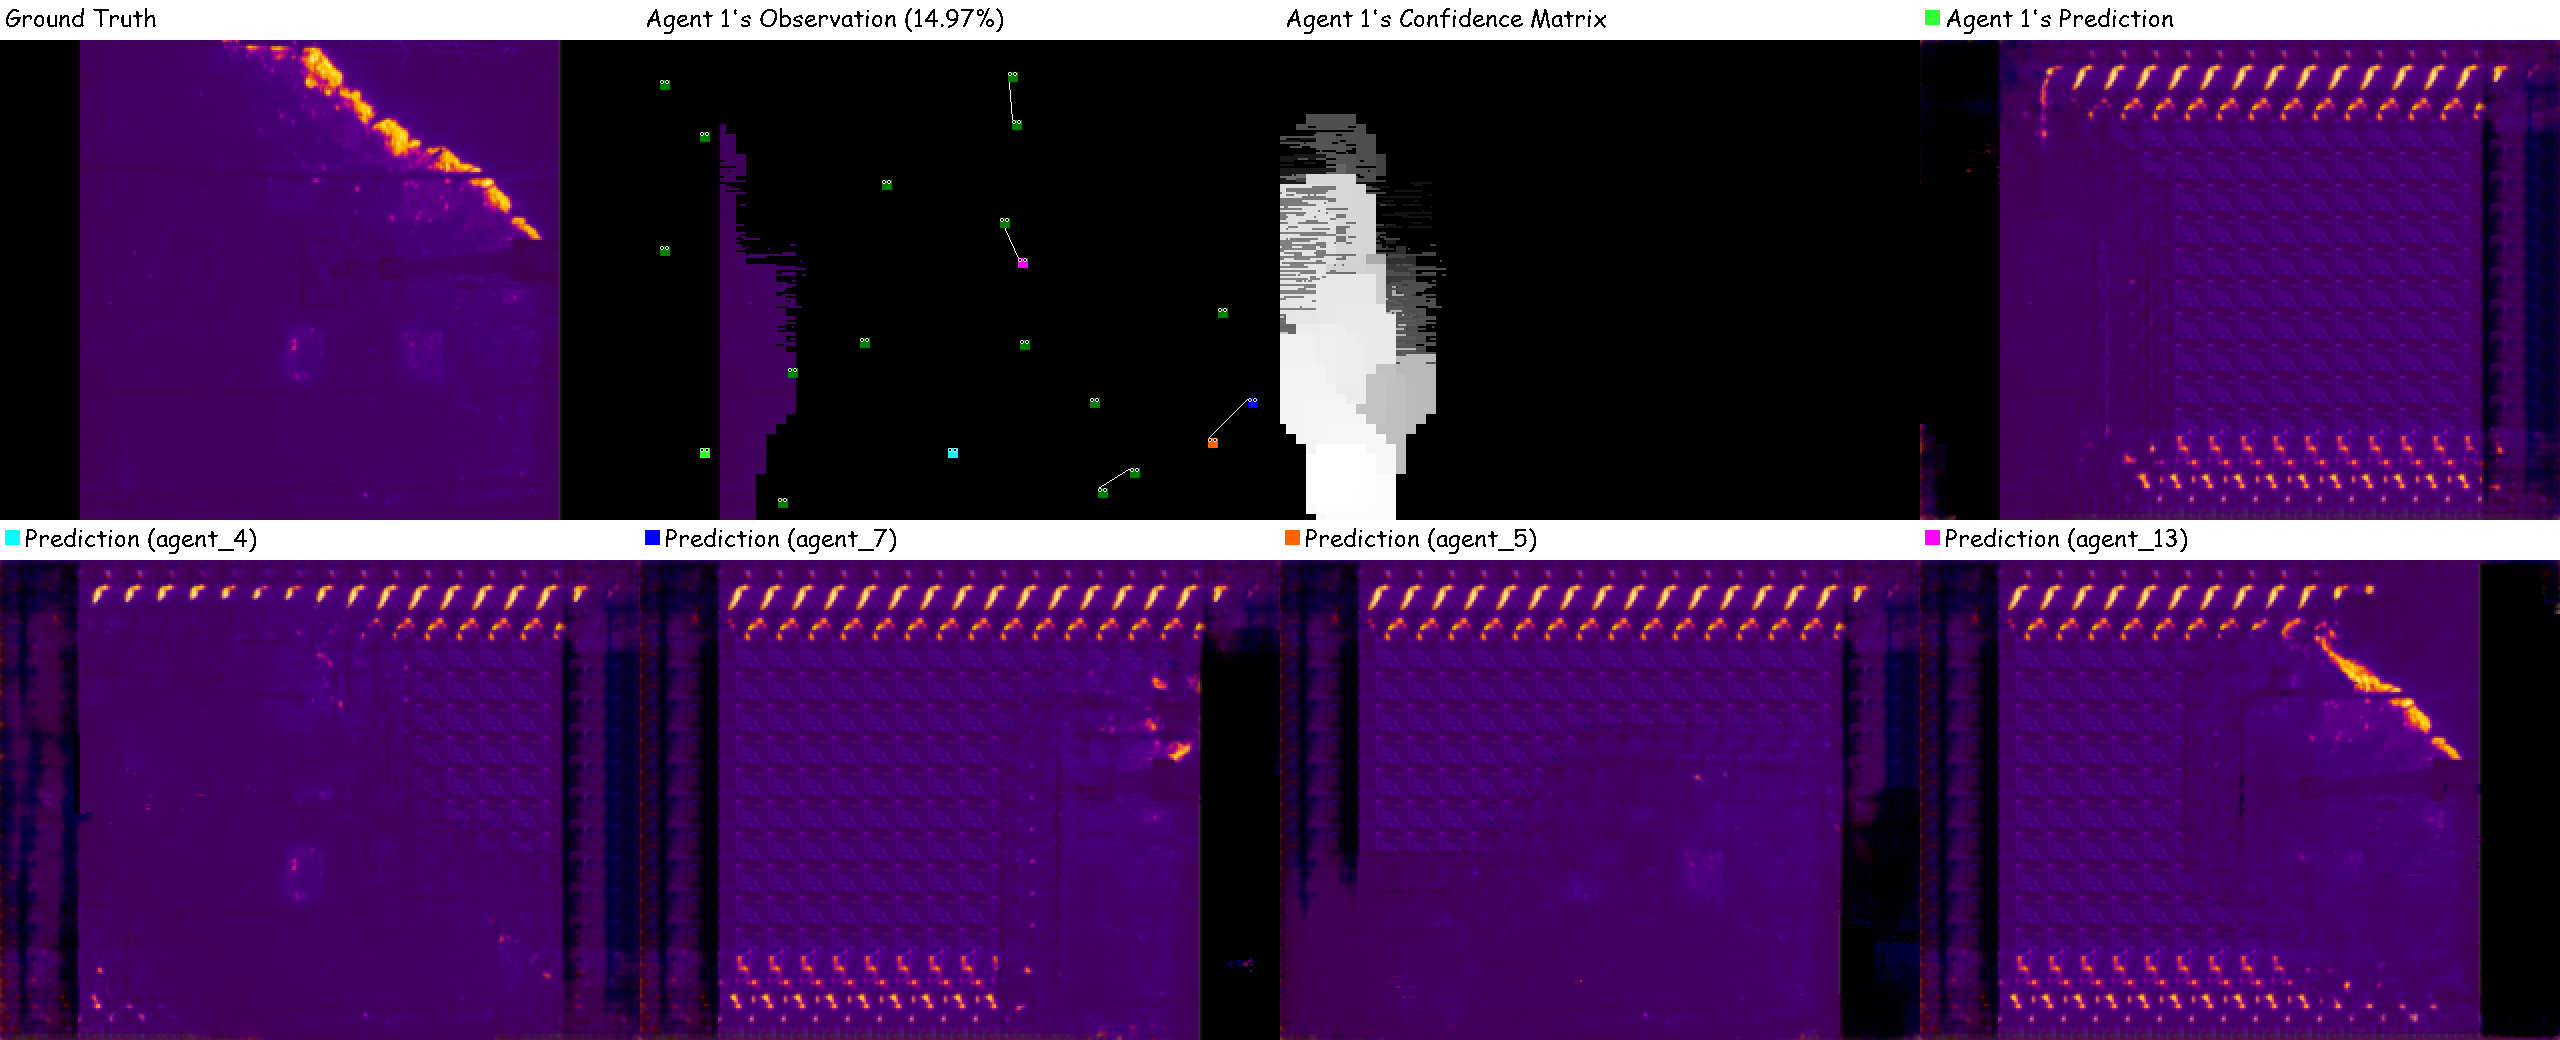 Ground Truth
Agent 1's Observation (14.97%)
Agent 1's Confidence Matrix
Agent 1's Prediction
Prediction (agent_4)
Prediction (agent_7)
Prediction (agent_5)
Prediction (agent_13)